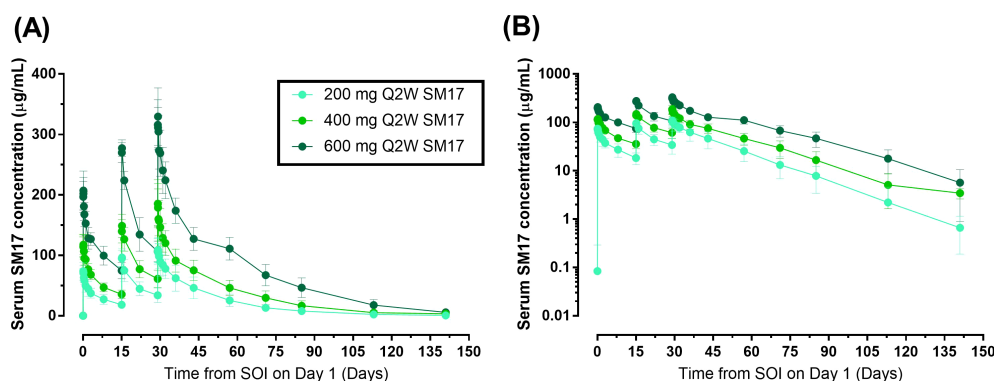 (A)
Serum SM17 concentration (µg/mL)
400
300
200
100
0
200 mg Q2W SM17
400 mg Q2W SM17
600 mg Q2W SM17
0 15 30 45 60 75 90 105 120 135 150
Time from SOI on Day 1 (Days)
(B)
Serum SM17 concentration (µg/mL)
1000
100
10
1
0.1
0.01
0 15 30 45 60 75 90 105 120 135 150
Time from SOI on Day 1 (Days)